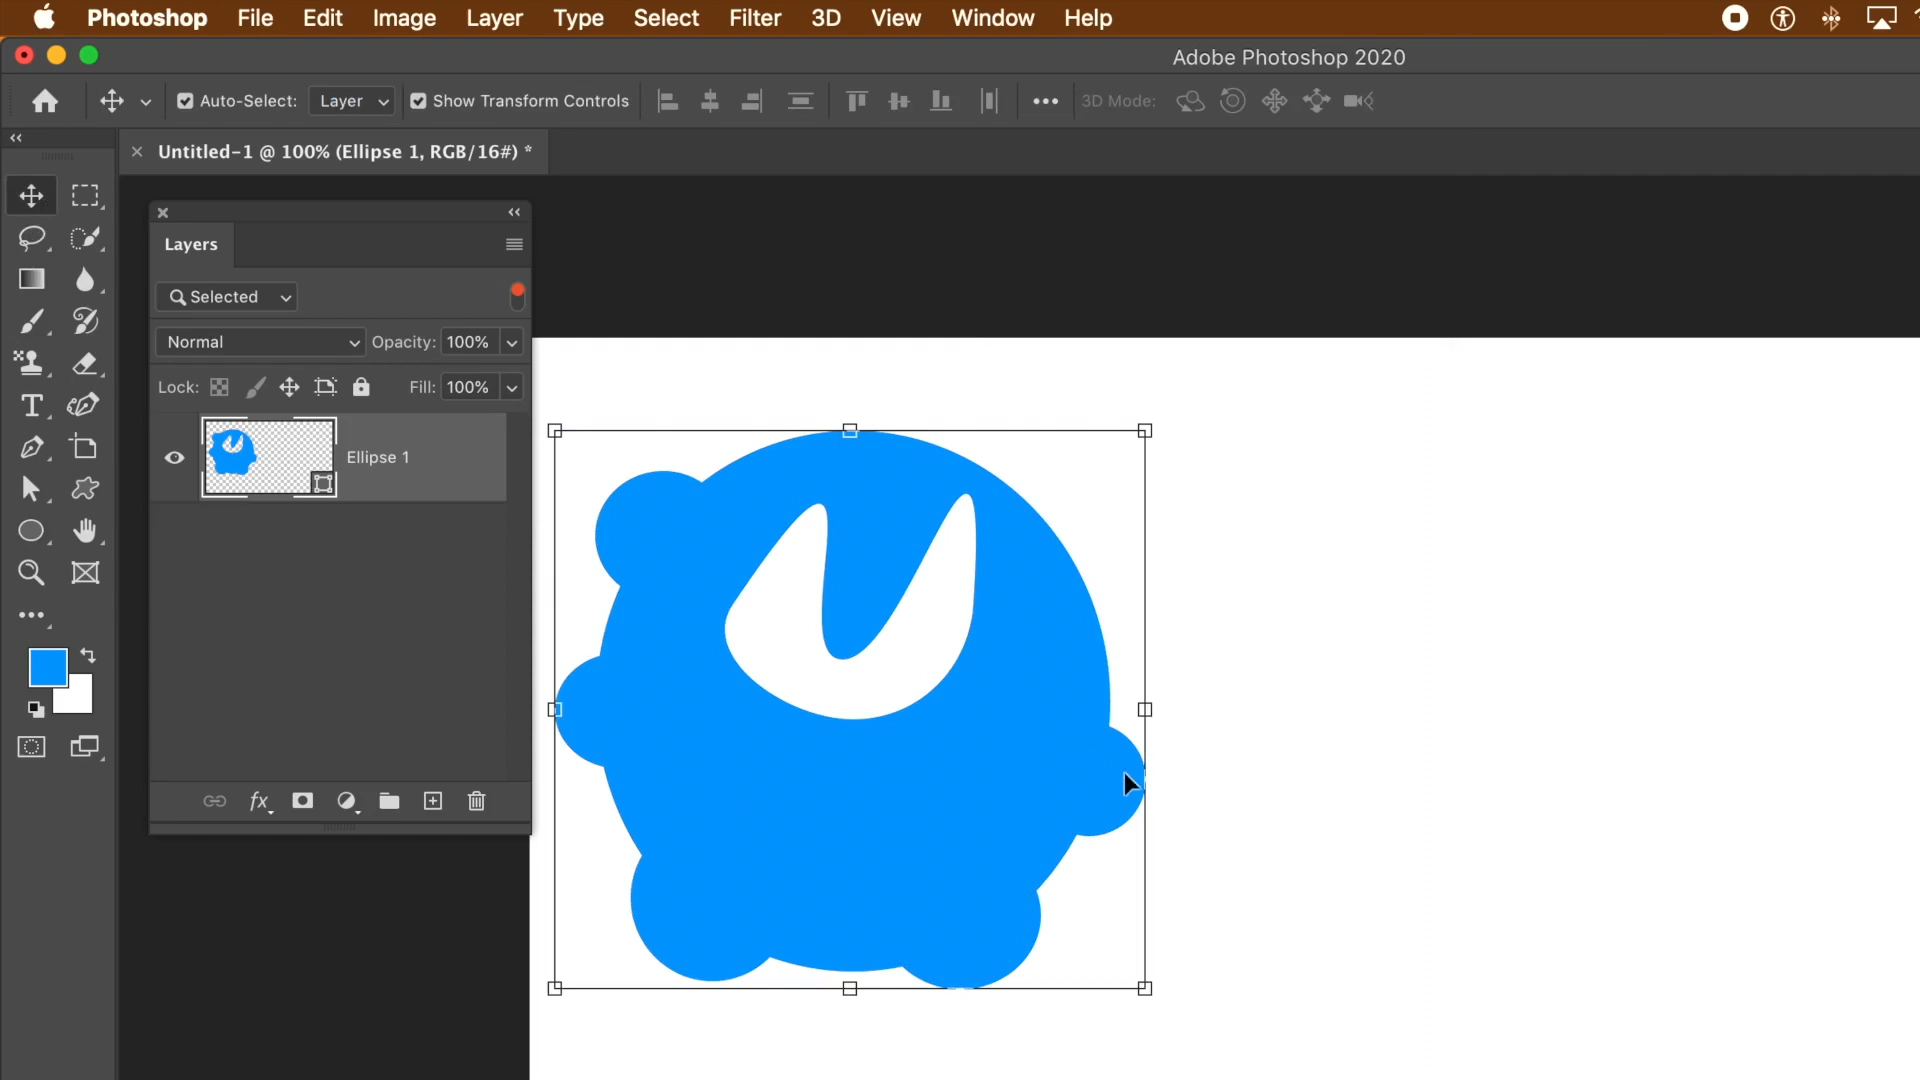 Photoshop File Edit Image Layer Type Select Filter 3D View Window Help
Adobe Photoshop 2020
Auto-Select: Layer Show Transform Controls 3D Mode:
Untitled-1 @ 100% (Ellipse 1, RGB/16#) *
Layers
Selected
Normal Opacity: 100%
Lock: Fill: 100%
Ellipse 1